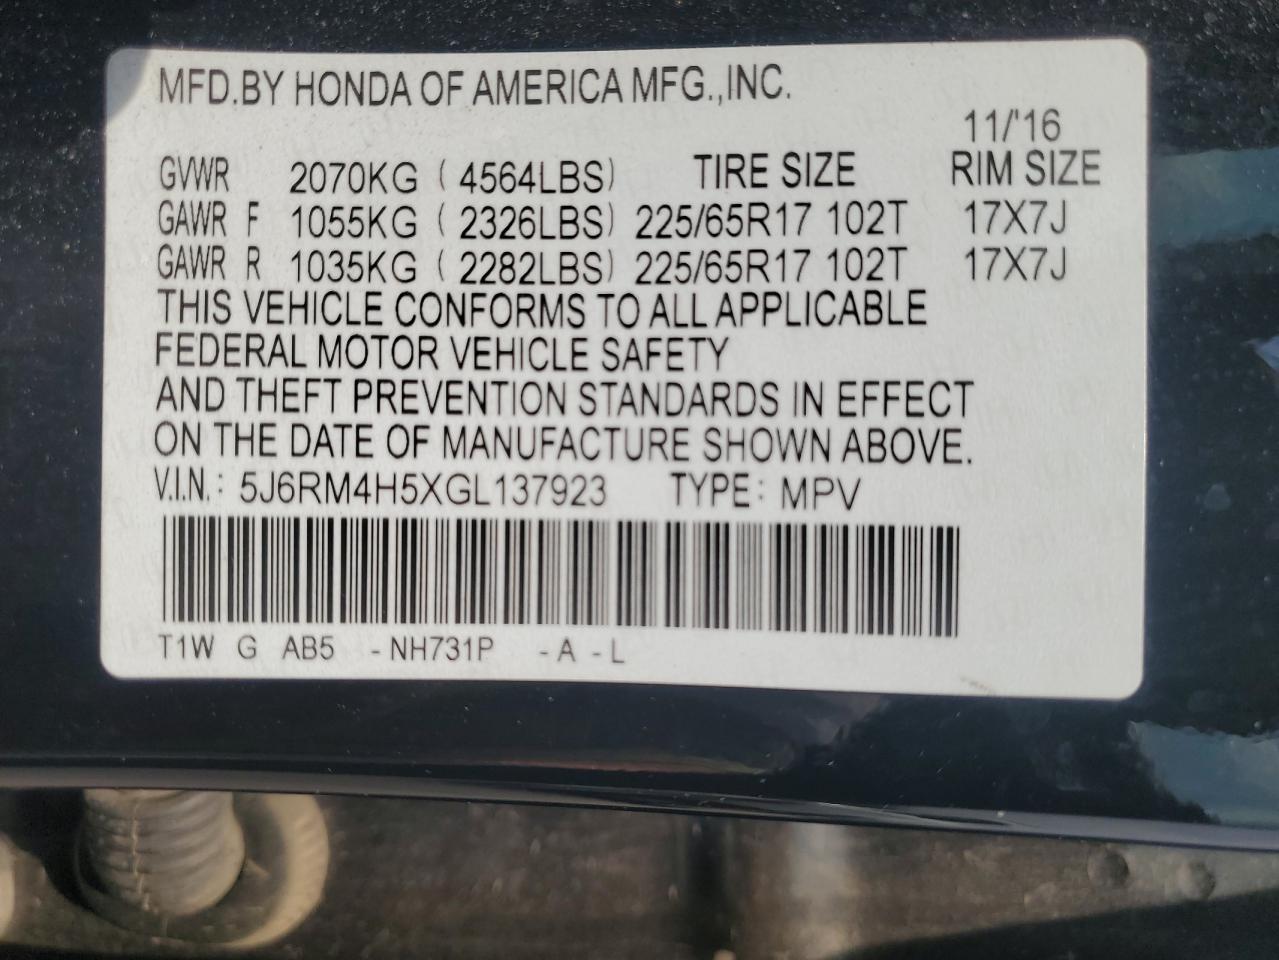 MFD.BY HONDA OF AMERICA MFG.,INC.
11/'16
GVWR 2070KG ( 4564LBS) TIRE SIZE RIM SIZE
GAWR F 1055KG ( 2326LBS) 225/65R17 102T 17X7J
GAWR R 1035KG ( 2282LBS) 225/65R17 102T 17X7J
THIS VEHICLE CONFORMS TO ALL APPLICABLE
FEDERAL MOTOR VEHICLE SAFETY
AND THEFT PREVENTION STANDARDS IN EFFECT
ON THE DATE OF MANUFACTURE SHOWN ABOVE.
V.I.N.: 5J6RM4H5XGL137923 TYPE: MPV
T1W G AB5 -NH731P -A -L